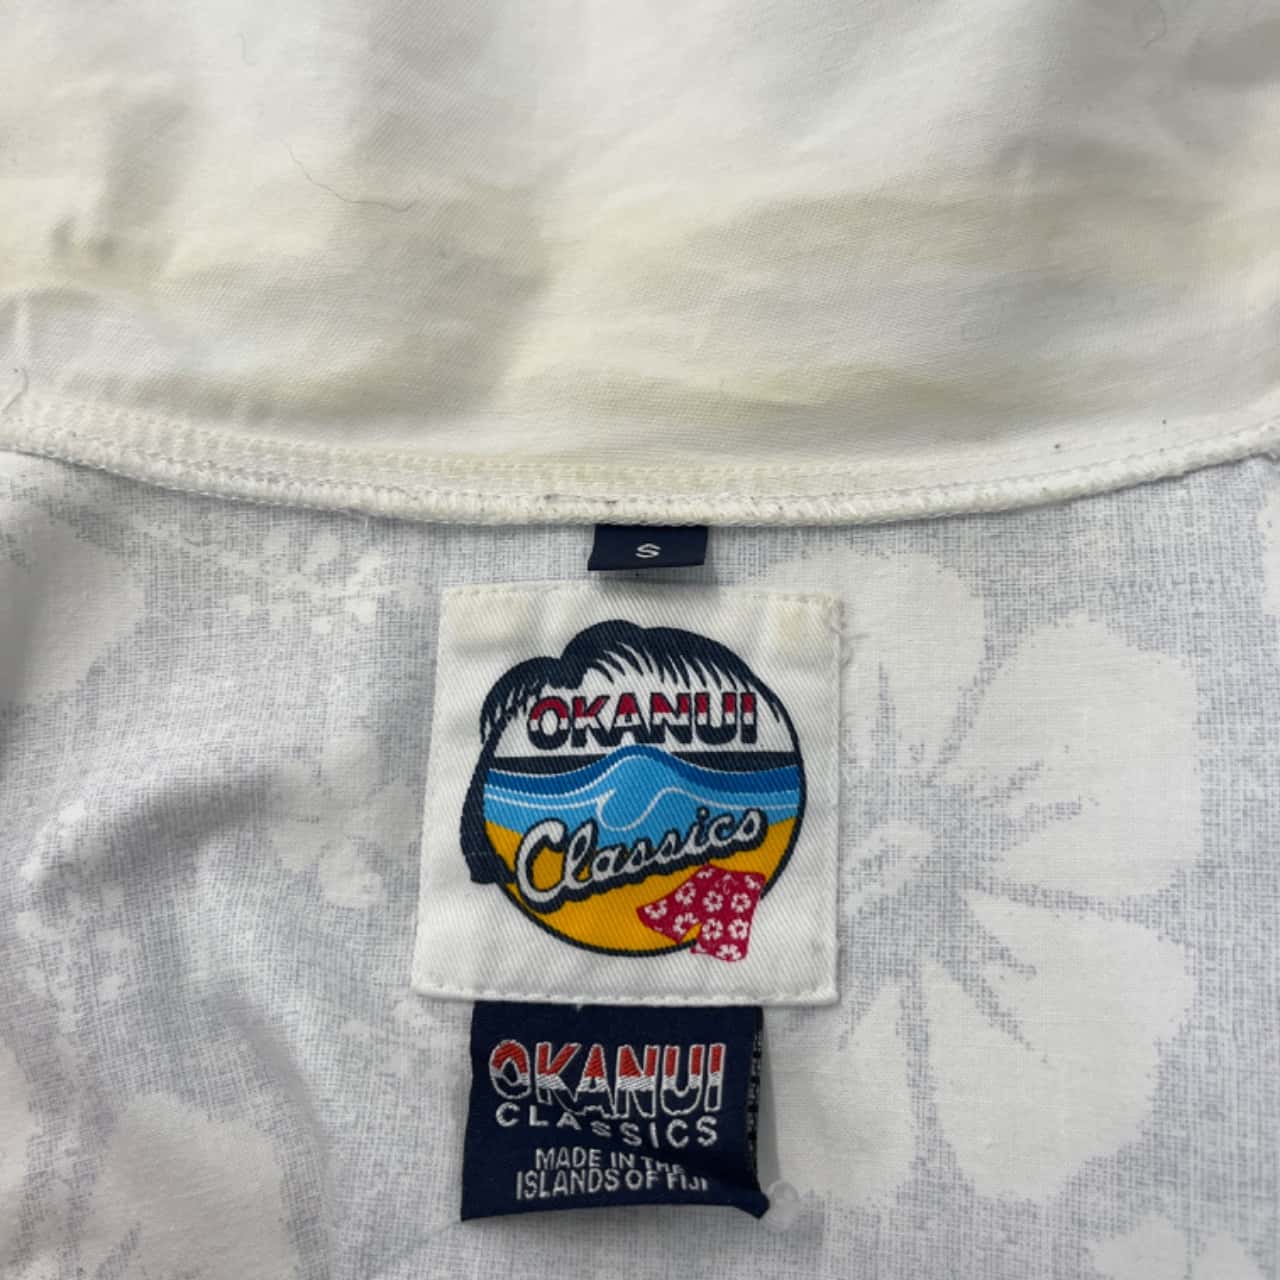 S
OKANUI
Classics
OKANUI
CLASSICS
MADE IN THE
ISLANDS OF FIJI